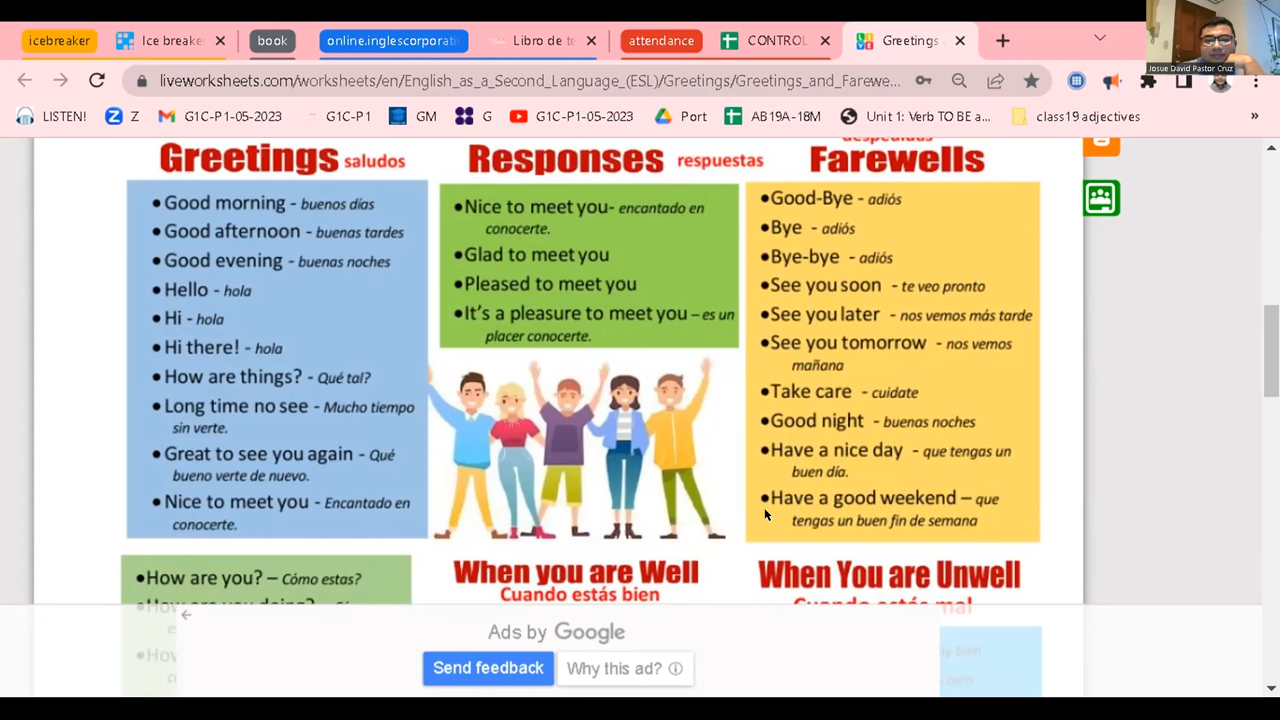 icebreaker
Ice breake
book
online.inglescorporati
Libro de te
attendance
CONTROL
Greetings
Josue David Pastor Cruz
liveworksheets.com/worksheets/en/English_as_a_Second_Language_(ESL)/Greetings/Greetings_and_Farewe...
LISTEN!
Z
G1C-P1-05-2023
G1C-P1
GM
G
G1C-P1-05-2023
Port
AB19A-18M
Unit 1: Verb TO BE a...
class19 adjectives
»
Greetings saludos
•Good morning - buenos días
•Good afternoon - buenas tardes
•Good evening - buenas noches
•Hello - hola
•Hi - hola
•Hi there! - hola
•How are things? - Qué tal?
•Long time no see - Mucho tiempo
sin verte.
•Great to see you again - Qué
bueno verte de nuevo.
•Nice to meet you - Encantado en
conocerte.
Responses respuestas
•Nice to meet you- encantado en
conocerte.
•Glad to meet you
•Pleased to meet you
•It's a pleasure to meet you – es un
placer conocerte.
despedidas
Farewells
•Good-Bye - adiós
•Bye - adiós
•Bye-bye - adiós
•See you soon - te veo pronto
•See you later - nos vemos más tarde
•See you tomorrow - nos vemos
mañana
•Take care - cuidate
•Good night - buenas noches
•Have a nice day - que tengas un
buen día.
•Have a good weekend – que
tengas un buen fin de semana
•How are you? – Cómo estas?
•How are you doing?
When you are Well
Cuando estás bien
When You are Unwell
Cuando estás mal
Ads by Google
Send feedback
Why this ad?